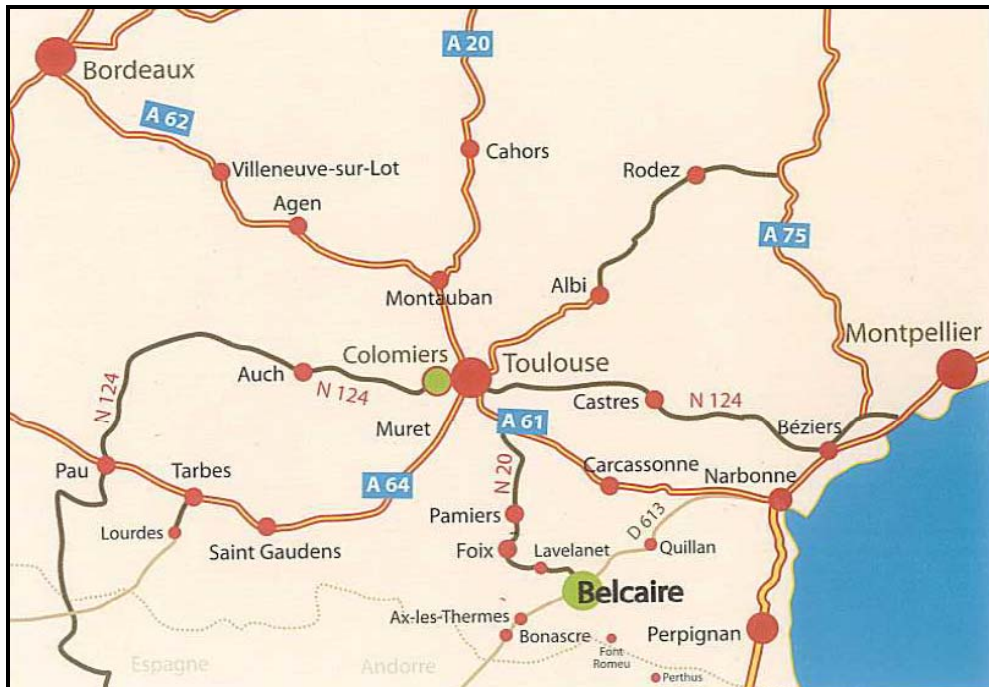 A 20
Bordeaux
A 62
Cahors
Villeneuve-sur-Lot
Rodez
Agen
A 75
Albi
Montauban
Montpellier
Colomiers
Toulouse
Auch
N 124
N 124
Castres
N 124
Muret
A 61
Béziers
Pau
Tarbes
A 64
N 20
Carcassonne
Narbonne
Lourdes
Saint Gaudens
Pamiers
D 613
Foix
Lavelanet
Quillan
Belcaire
Ax-les-Thermes
Bonascre
Font
Romeu
Perpignan
Espagne
Andorre
Perthus